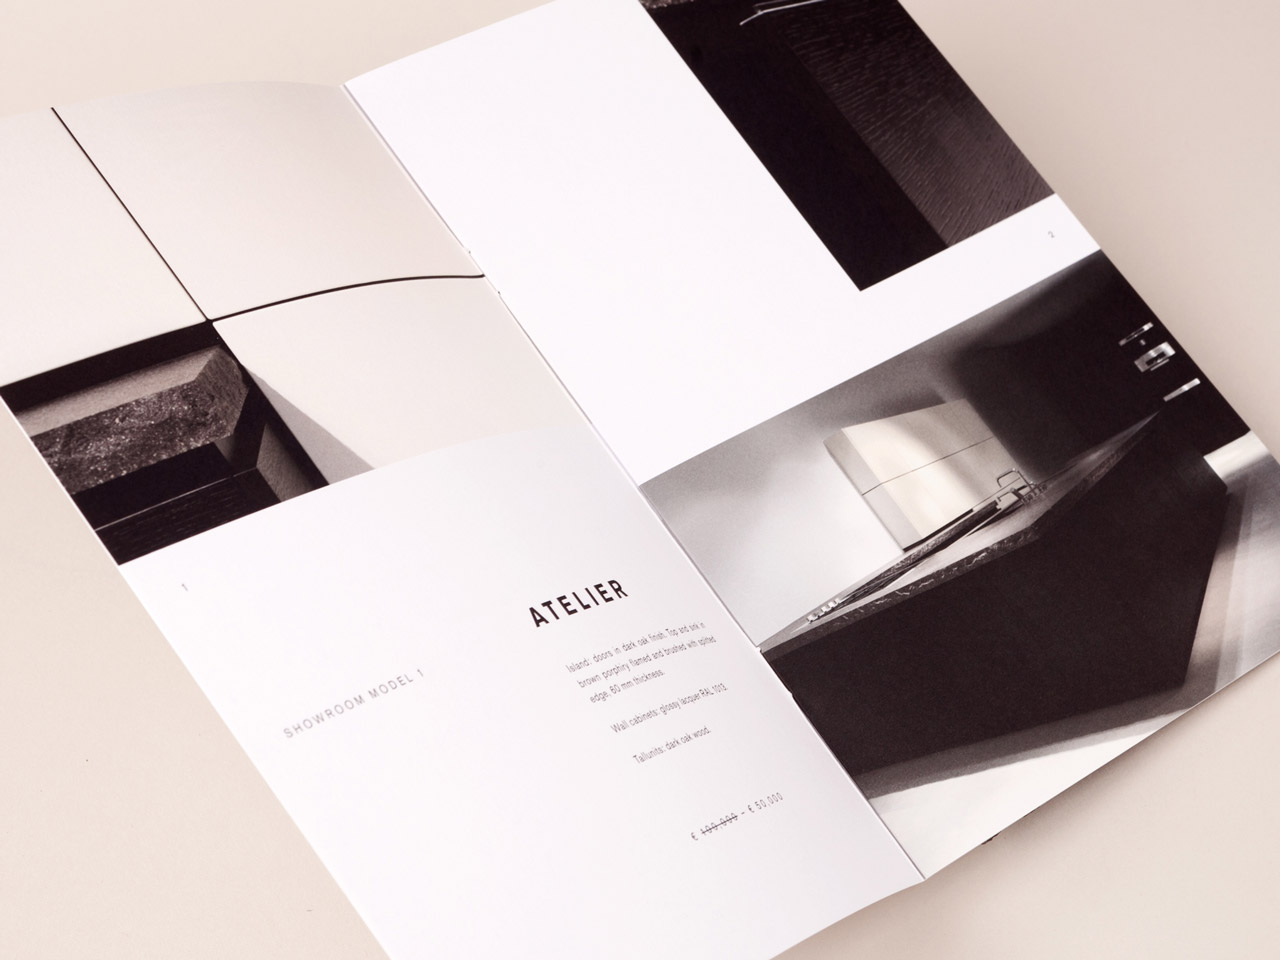 1
SHOWROOM MODEL 1
ATELIER
Island: doors in dark oak finish. Top and sink in
brown porphiry flamed and brushed with splitted
edge. 60 mm thickness.
Wall cabinets: glossy lacquer RAL 1013.
Tallunits: dark oak wood.
€ 100.000 – € 50.000
2